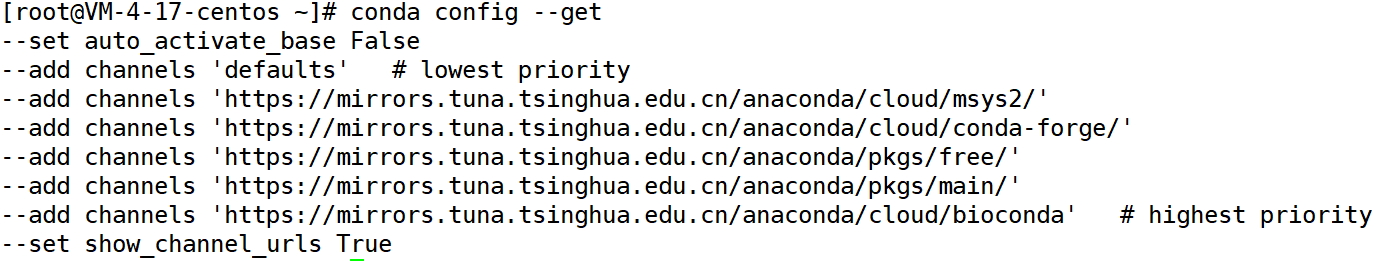 [root@VM-4-17-centos ~]# conda config --get
--set auto_activate_base False
--add channels 'defaults'   # lowest priority
--add channels 'https://mirrors.tuna.tsinghua.edu.cn/anaconda/cloud/msys2/'
--add channels 'https://mirrors.tuna.tsinghua.edu.cn/anaconda/cloud/conda-forge/'
--add channels 'https://mirrors.tuna.tsinghua.edu.cn/anaconda/pkgs/free/'
--add channels 'https://mirrors.tuna.tsinghua.edu.cn/anaconda/pkgs/main/'
--add channels 'https://mirrors.tuna.tsinghua.edu.cn/anaconda/cloud/bioconda'   # highest priority
--set show_channel_urls True